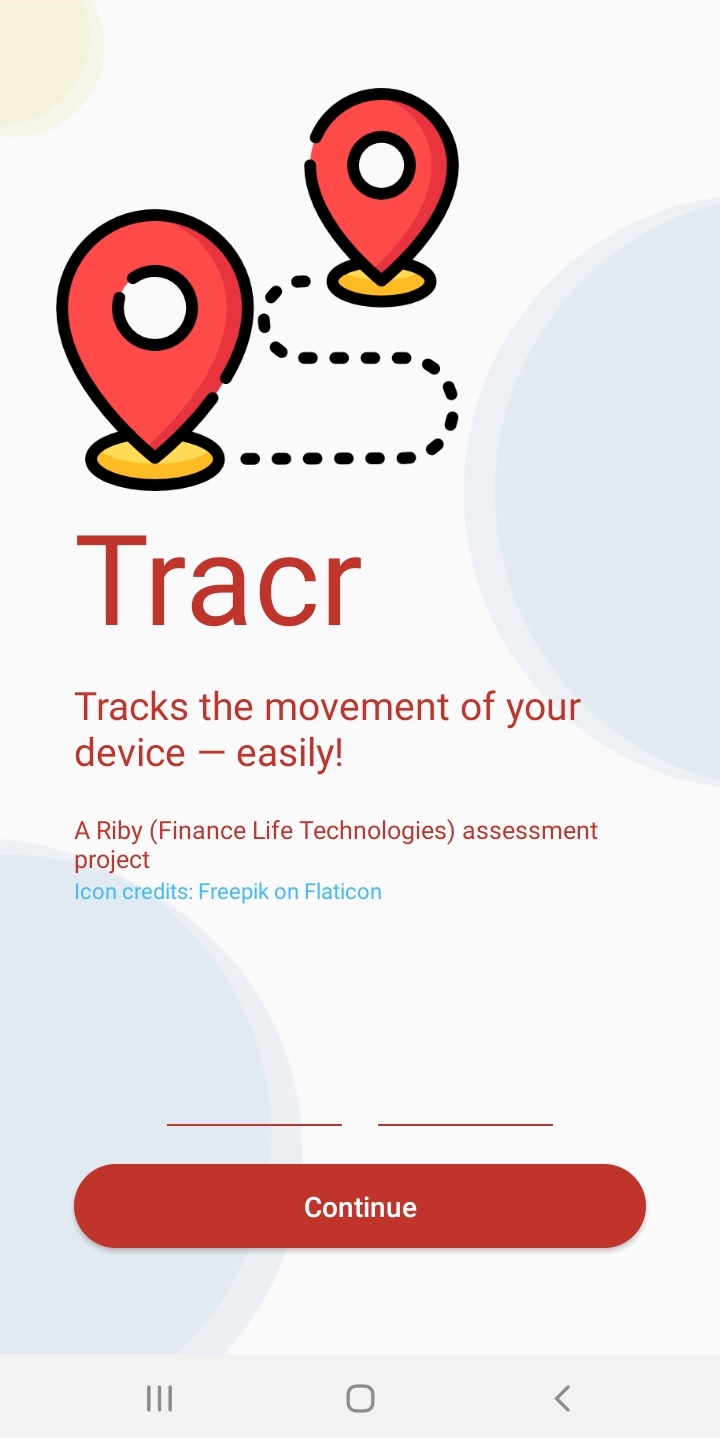 Tracr
Tracks the movement of your
device — easily!
A Riby (Finance Life Technologies) assessment
project
Icon credits: Freepik on Flaticon
Continue